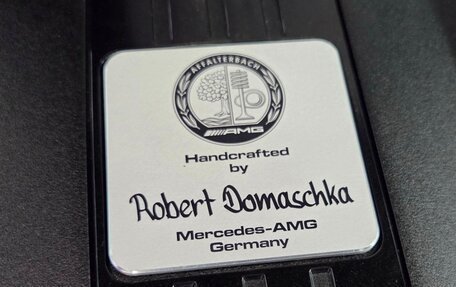 AFFALTERBACH
AMG
Handcrafted
by
Robert Domaschka
Mercedes-AMG
Germany